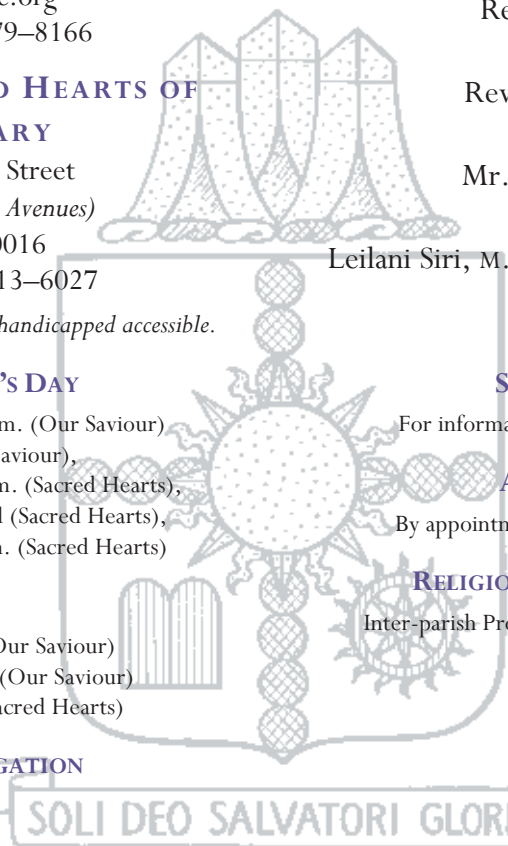 e.org
79–8166
D HEARTS OF
ARY
Street
Avenues)
0016
13–6027
handicapped accessible.
’S DAY
m. (Our Saviour)
aviour),
m. (Sacred Hearts),
l (Sacred Hearts),
n. (Sacred Hearts)
Our Saviour)
(Our Saviour)
acred Hearts)
GATION
Re
Rev
Mr.
Leilani Siri, M.
S
For informa
A
By appointm
RELIGIO
Inter-parish Pr
SOLI DEO SALVATORI GLOR